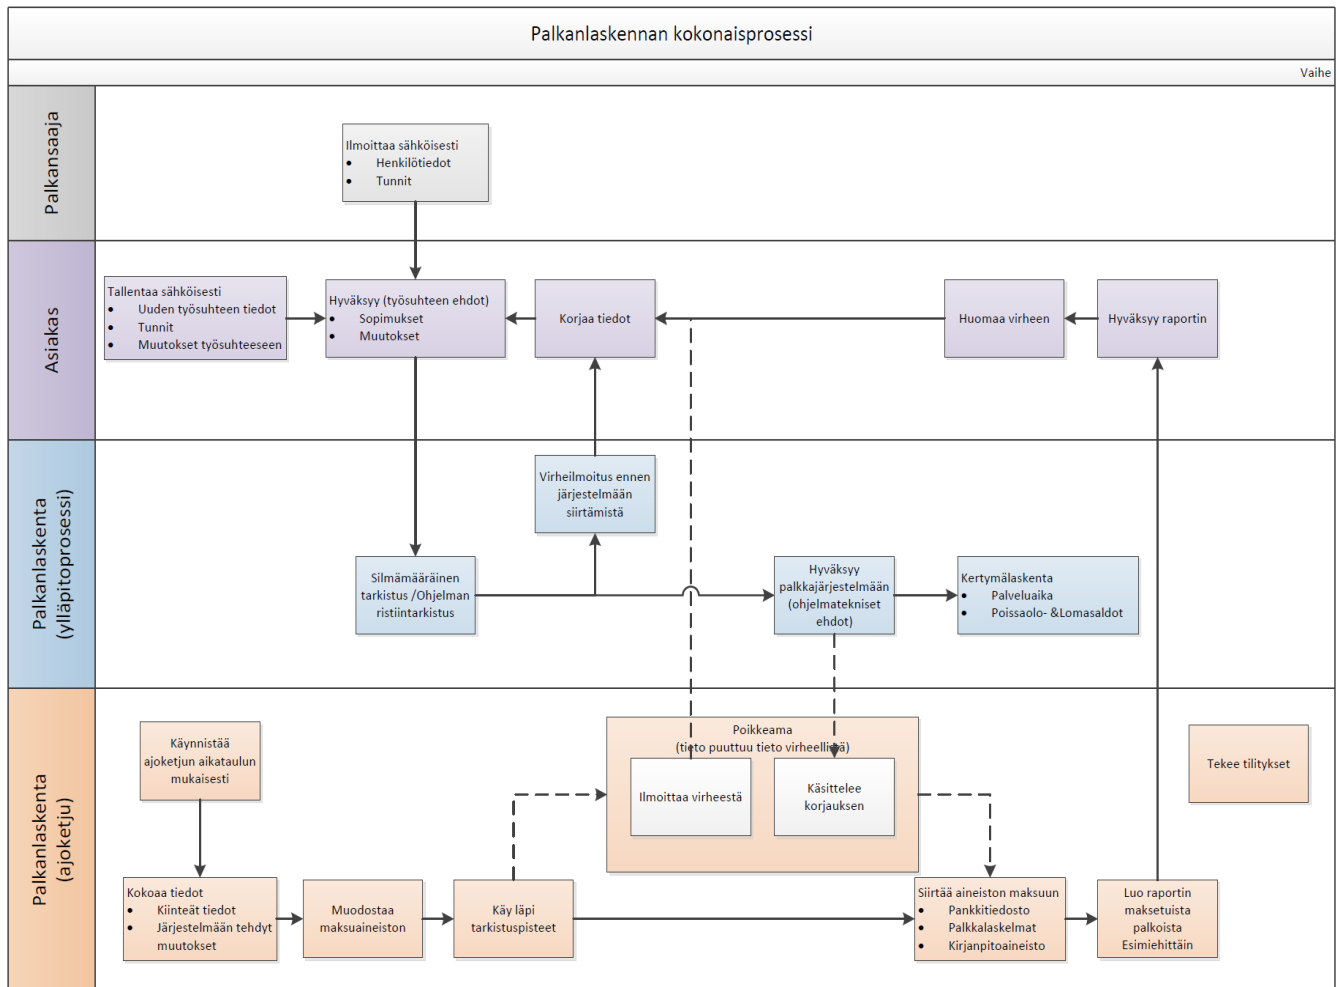 Palkanlaskennan kokonaisprosessi
Vaihe
Palkansaaja
Ilmoittaa sähköisesti
• Henkilötiedot
• Tunnit
Asiakas
Tallentaa sähköisesti
• Uuden työsuhteen tiedot
• Tunnit
• Muutokset työsuhteeseen
Hyväksyy (työsuhteen ehdot)
• Sopimukset
• Muutokset
Korjaa tiedot
Huomaa virheen
Hyväksyy raportin
Palkanlaskenta
(ylläpitoprosessi)
Virheilmoitus ennen
järjestelmään
siirtämistä
Silmämääräinen
tarkistus /Ohjelman
ristiintarkistus
Hyväksyy
palkkajärjestelmään
(ohjelmatekniset
ehdot)
Kertymälaskenta
• Palveluaika
• Poissaolo- &Lomasaldot
Palkanlaskenta
(ajoketju)
Käynnistää
ajoketjun aikataulun
mukaisesti
Poikkeama
(tieto puuttuu tieto virheellistä)
Ilmoittaa virheestä
Käsittelee
korjauksen
Tekee tilitykset
Kokoaa tiedot
• Kiinteät tiedot
• Järjestelmään tehdyt
muutokset
Muodostaa
maksuaineiston
Käy läpi
tarkistuspisteet
Siirtää aineiston maksuun
• Pankkitiedosto
• Palkkalaskelmat
• Kirjanpitoaineisto
Luo raportin
maksetuista
palkoista
Esimiehittäin